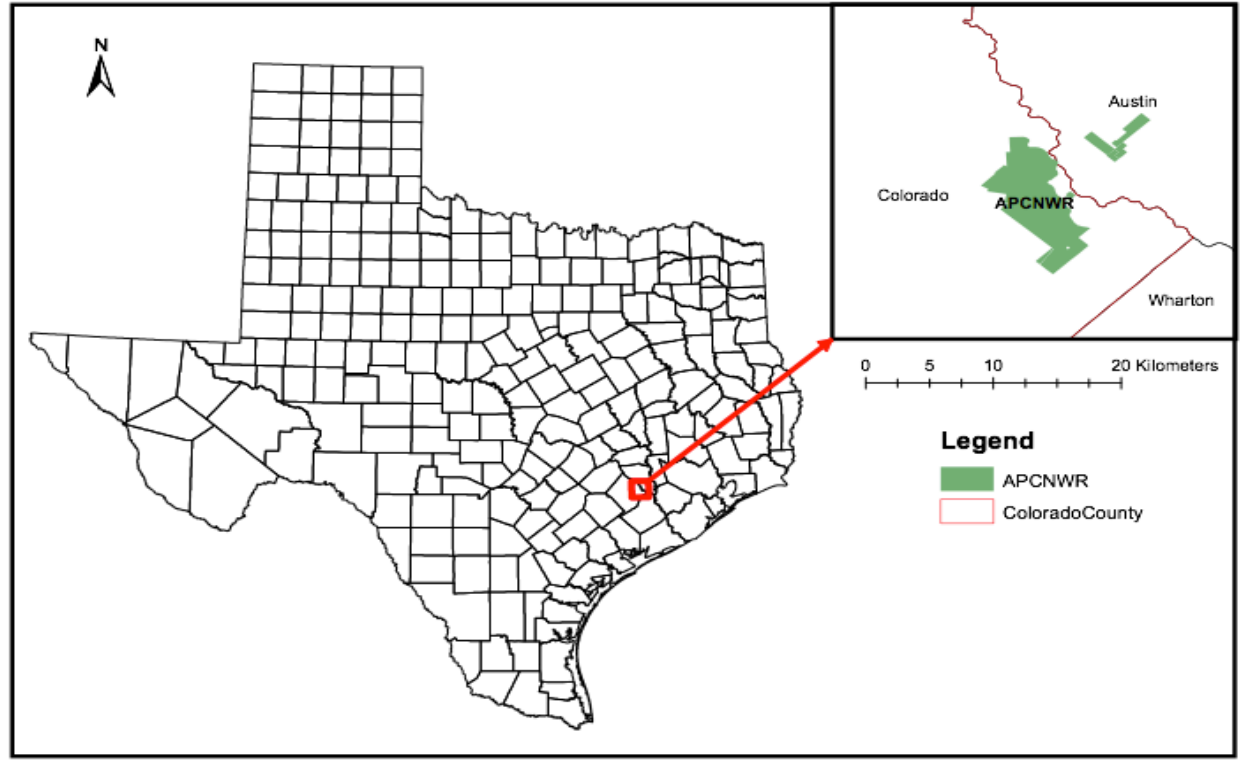 N
Austin
Colorado
APCNWR
Wharton
0 5 10 20 Kilometers
Legend
APCNWR
ColoradoCounty